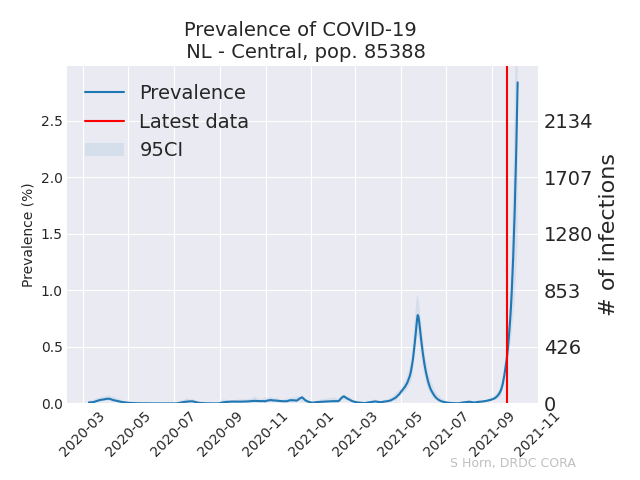 Prevalence of COVID-19
NL - Central, pop. 85388
Prevalence
Latest data
95CI
2.5
2.0
1.5
1.0
0.5
0.0
Prevalence (%)
2134
1707
1280
853
426
0
# of infections
2020-03
2020-05
2020-07
2020-09
2020-11
2021-01
2021-03
2021-05
2021-07
2021-09
2021-11
S Horn, DRDC CORA